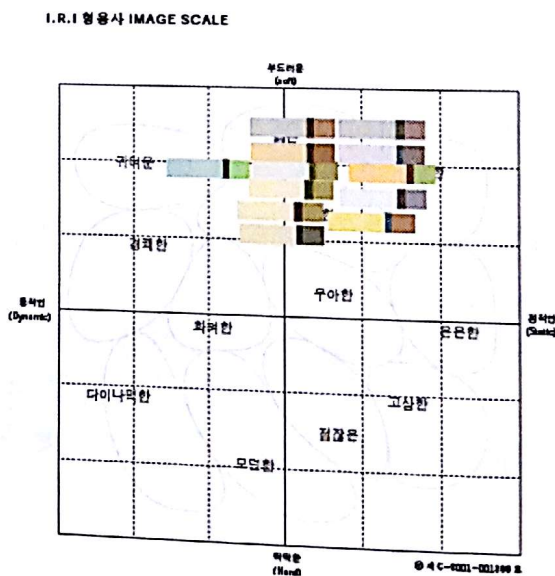 I.R.I 형용사 IMAGE SCALE
부드러운
(soft)
맑은
귀여운
경쾌한
우아한
동적인
(Dynamic)
정적인
(Static)
화려한
은은한
다이나믹한
고상한
점잖은
모던한
딱딱한
(Hard)